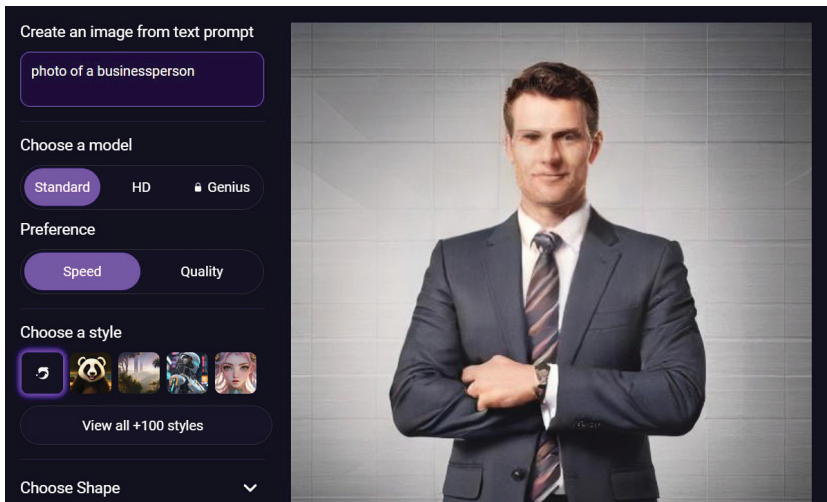 Create an image from text prompt
photo of a businessperson
Choose a model
Standard HD Genius
Preference
Speed Quality
Choose a style
View all +100 styles
Choose Shape